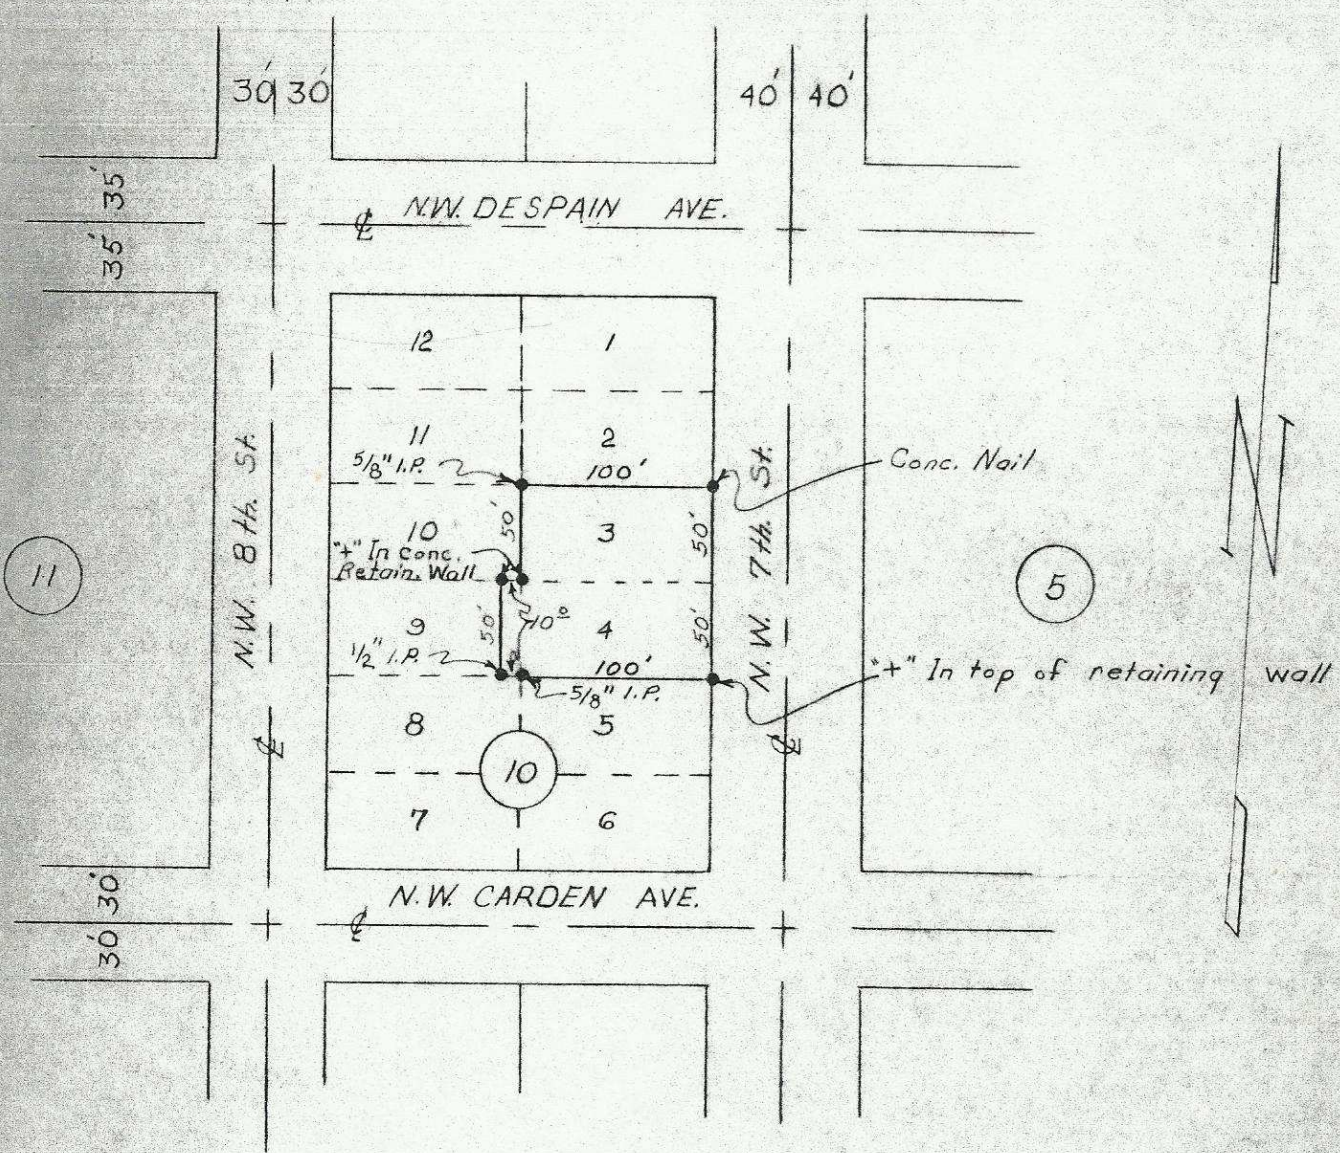 30' 30'
40' 40'
35'
35'
℄ N.W. DESPAIN AVE.
12
1
11
2
5/8" I.P.
100'
Conc. Nail
N.W. 8th. St.
N.W. 7th. St.
50'
50'
10
3
"+" In conc.
Retain. Wall
11
5
N
9
50'
10º
4
50'
1/2" I.P.
100'
"+" In top of retaining wall
5/8" I.P.
8
5
℄
℄
10
7
6
30'
30'
N.W. CARDEN AVE.
℄